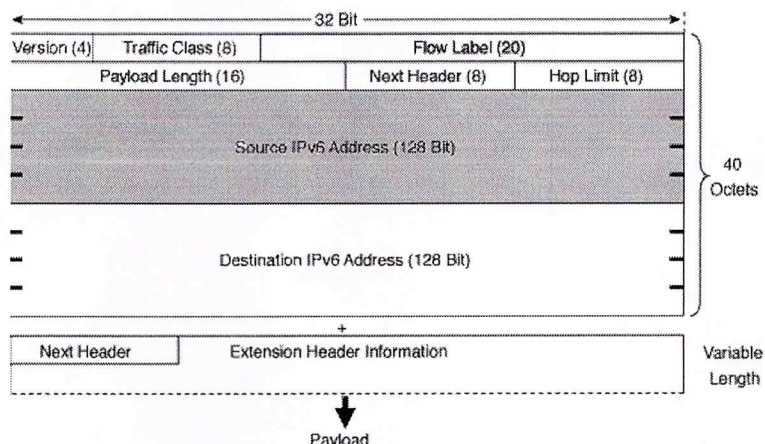 32 Bit
Version (4) Traffic Class (8) Flow Label (20)
Payload Length (16) Next Header (8) Hop Limit (8)
Source IPv6 Address (128 Bit)
40
Octets
Destination IPv6 Address (128 Bit)
+
Next Header Extension Header Information Variable
Length
Payload